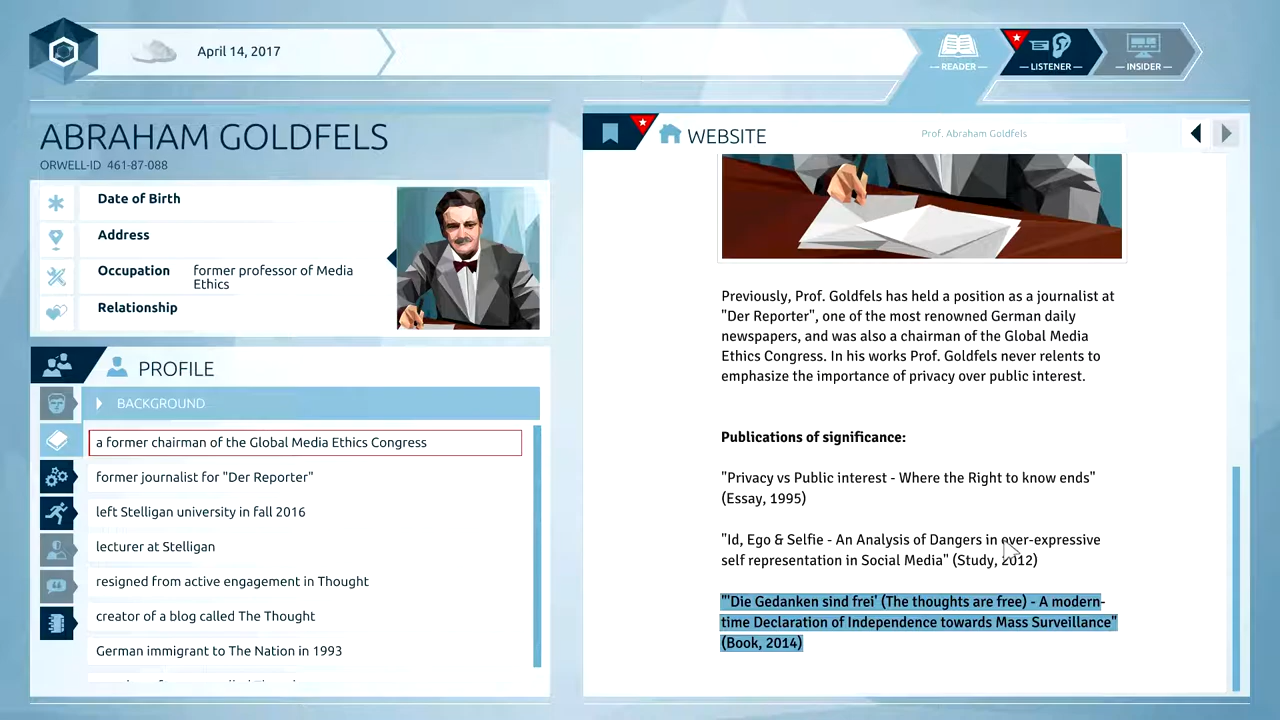 April 14, 2017
READER
LISTENER
INSIDER
ABRAHAM GOLDFELS
ORWELL-ID 461-87-088
Date of Birth
Address
Occupation former professor of Media
Ethics
Relationship
PROFILE
BACKGROUND
a former chairman of the Global Media Ethics Congress
former journalist for "Der Reporter"
left Stelligan university in fall 2016
lecturer at Stelligan
resigned from active engagement in Thought
creator of a blog called The Thought
German immigrant to The Nation in 1993
WEBSITE
Prof. Abraham Goldfels
Previously, Prof. Goldfels has held a position as a journalist at
"Der Reporter", one of the most renowned German daily
newspapers, and was also a chairman of the Global Media
Ethics Congress. In his works Prof. Goldfels never relents to
emphasize the importance of privacy over public interest.
Publications of significance:
"Privacy vs Public interest - Where the Right to know ends"
(Essay, 1995)
"Id, Ego & Selfie - An Analysis of Dangers in over-expressive
self representation in Social Media" (Study, 2012)
"'Die Gedanken sind frei' (The thoughts are free) - A modern-
time Declaration of Independence towards Mass Surveillance"
(Book, 2014)